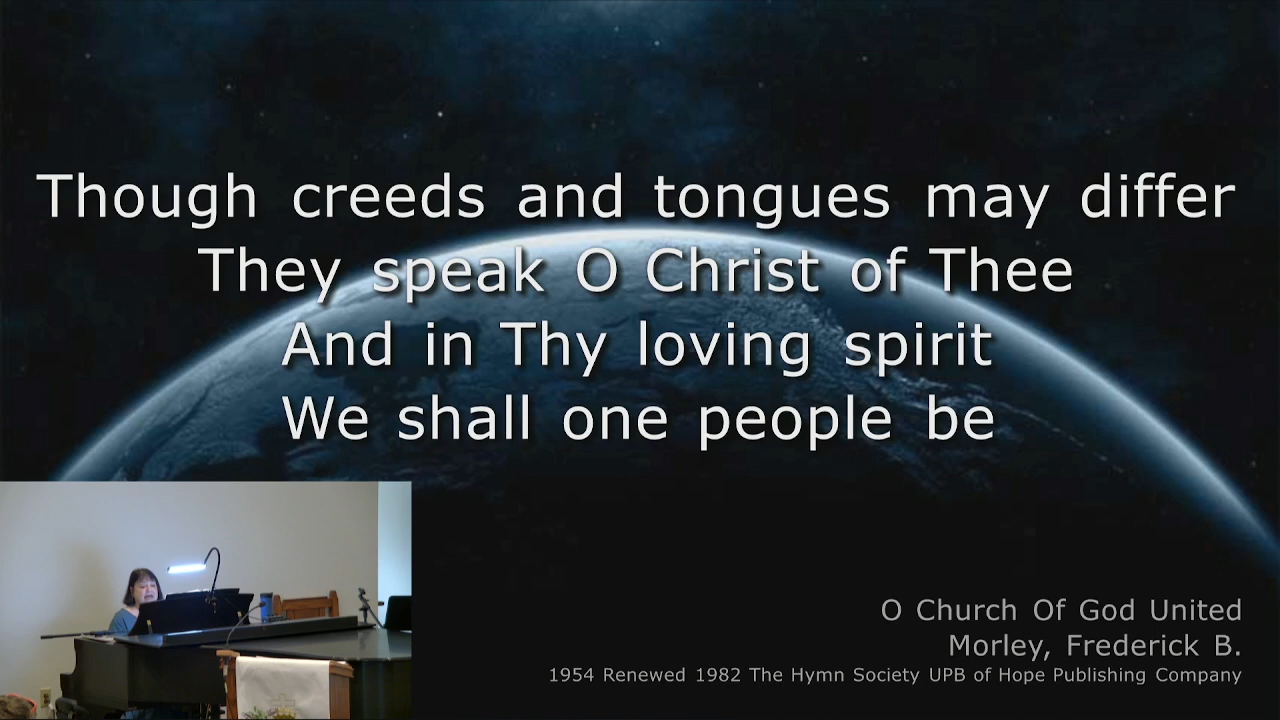 Though creeds and tongues may differ
They speak O Christ of Thee
And in Thy loving spirit
We shall one people be
O Church Of God United
Morley, Frederick B.
1954 Renewed 1982 The Hymn Society UPB of Hope Publishing Company